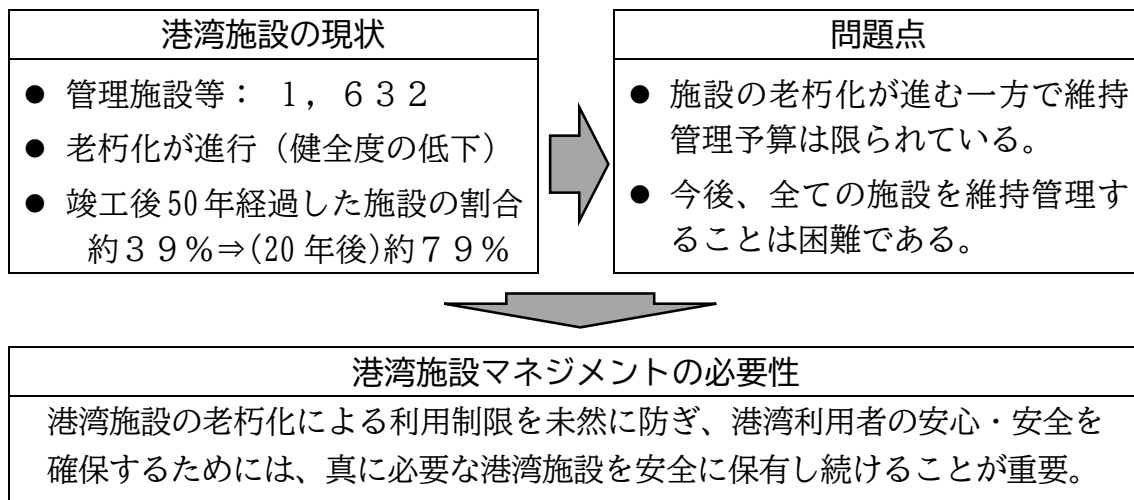 港湾施設の現状
● 管理施設等： １，６３２
● 老朽化が進行（健全度の低下）
● 竣工後50年経過した施設の割合
約３９％⇒(20年後)約７９％
問題点
● 施設の老朽化が進む一方で維持
管理予算は限られている。
● 今後、全ての施設を維持管理す
ることは困難である。
港湾施設マネジメントの必要性
港湾施設の老朽化による利用制限を未然に防ぎ、港湾利用者の安心・安全を
確保するためには、真に必要な港湾施設を安全に保有し続けることが重要。